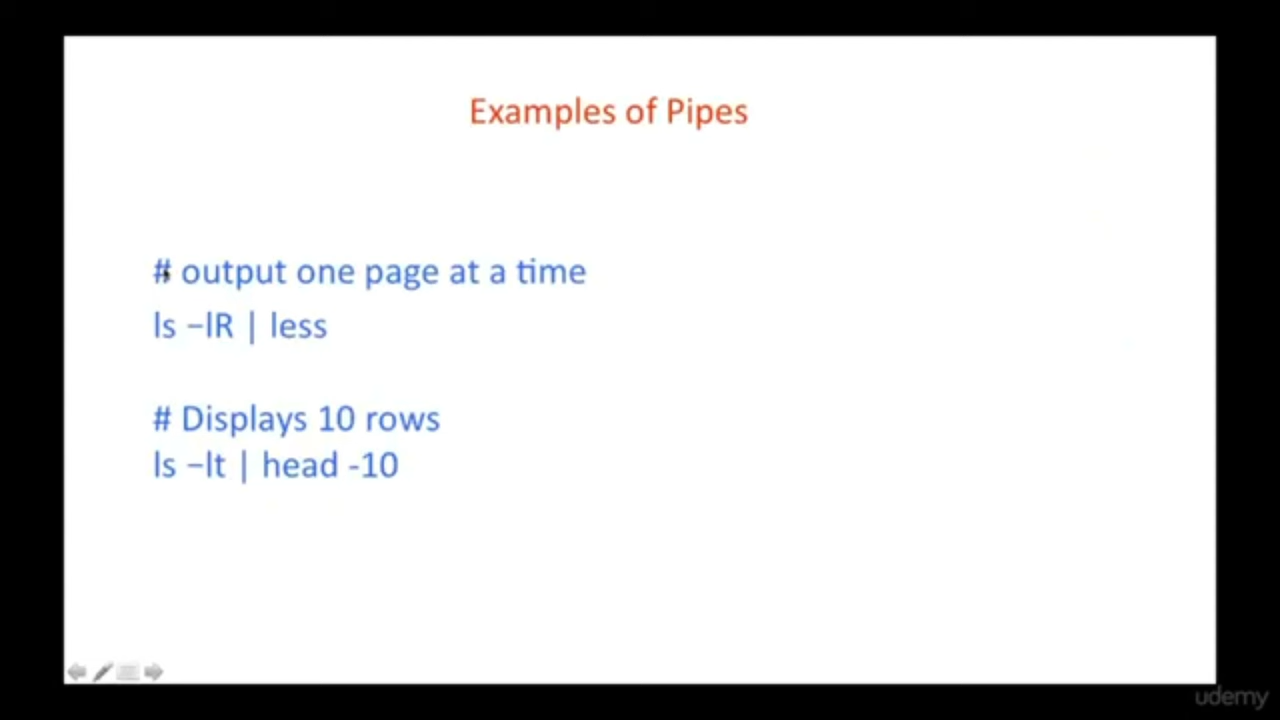 Examples of Pipes
# output one page at a time
ls –lR | less
# Displays 10 rows
ls –lt | head -10
udemy